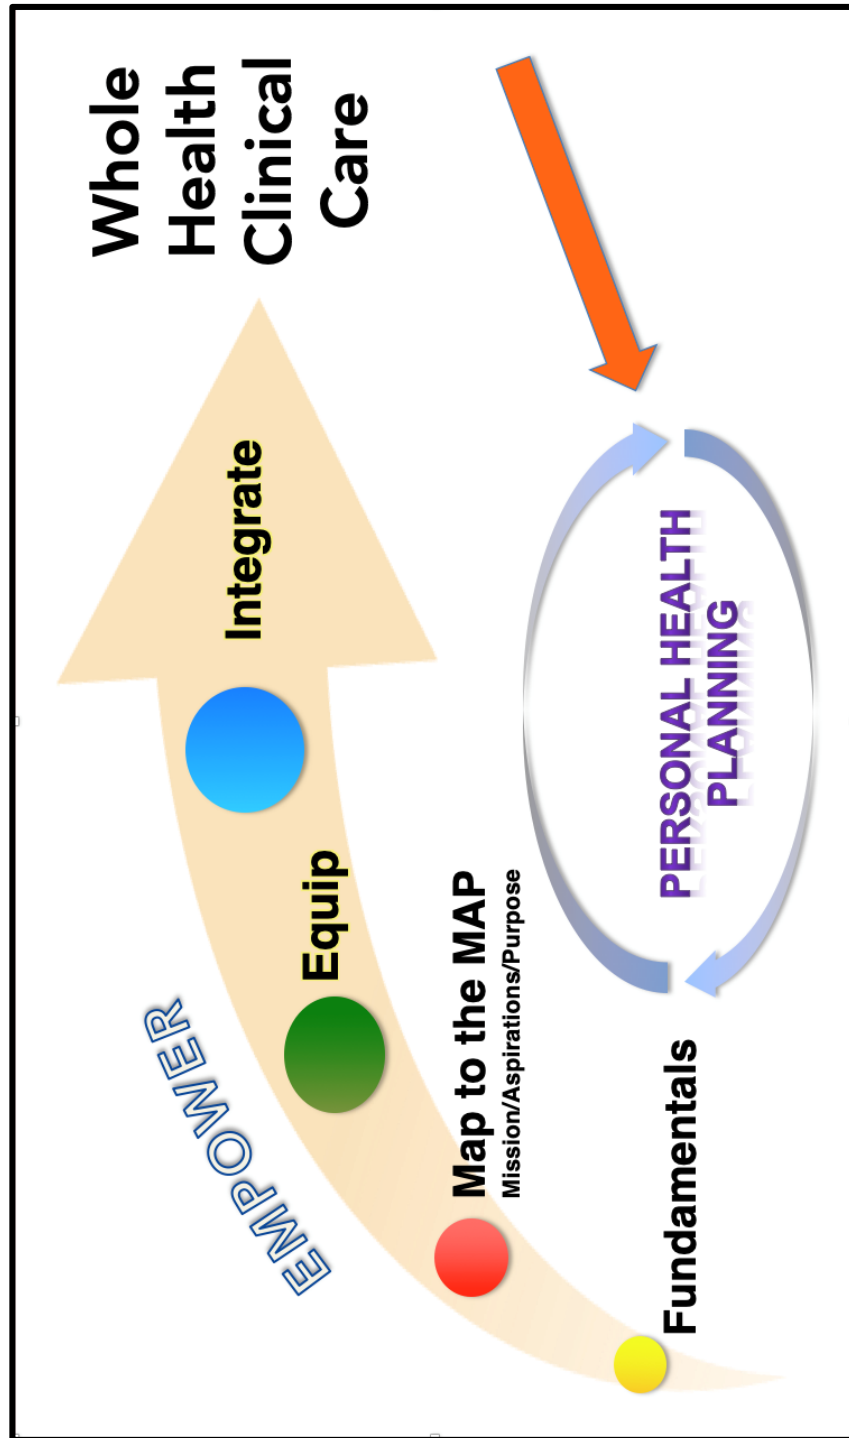 Whole
Health
Clinical
Care
EMPOWER
Integrate
Equip
Map to the MAP
Mission/Aspirations/Purpose
Fundamentals
PERSONAL HEALTH
PLANNING